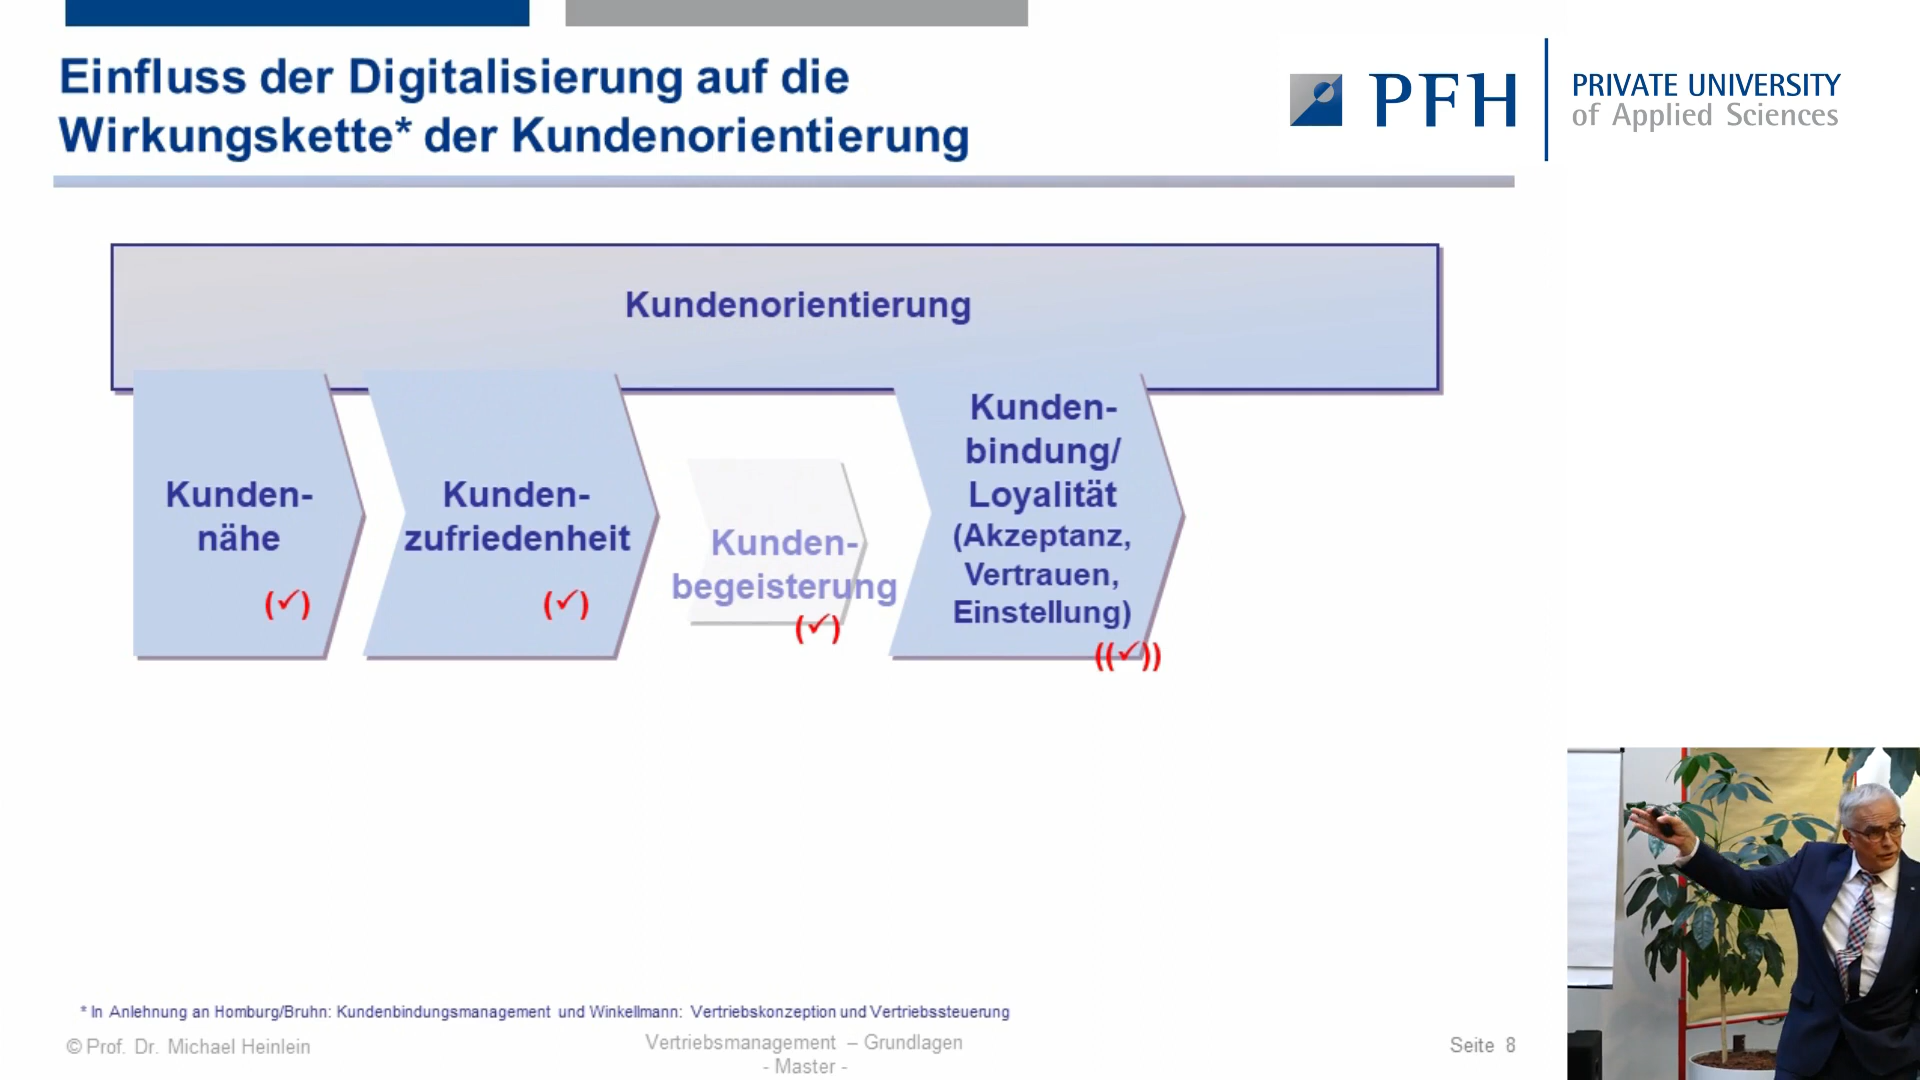 Einfluss der Digitalisierung auf die
Wirkungskette* der Kundenorientierung
PFH
PRIVATE UNIVERSITY
of Applied Sciences
Kundenorientierung
Kunden-
nähe
(✓)
Kunden-
zufriedenheit
(✓)
Kunden-
begeisterung
(✓)
Kunden-
bindung/
Loyalität
(Akzeptanz,
Vertrauen,
Einstellung)
((✓))
* In Anlehnung an Homburg/Bruhn: Kundenbindungsmanagement und Winkellmann: Vertriebskonzeption und Vertriebssteuerung
© Prof. Dr. Michael Heinlein
Vertriebsmanagement – Grundlagen
- Master -
Seite 8